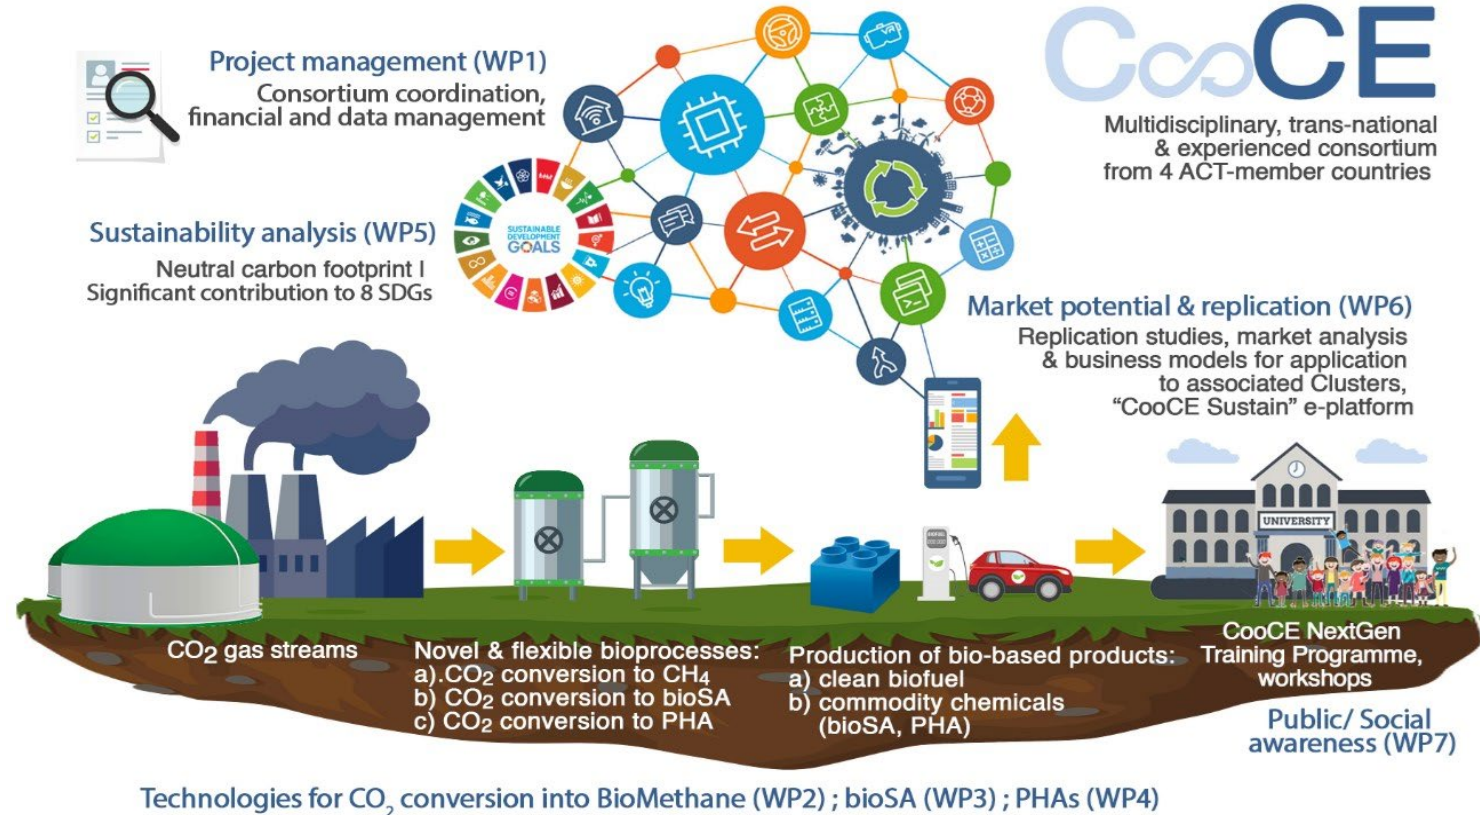 Project management (WP1)
Consortium coordination,
financial and data management
CooCE
Multidisciplinary, trans-national
& experienced consortium
from 4 ACT-member countries
VR
SUSTAINABLE
DEVELOPMENT
GOALS
Sustainability analysis (WP5)
Neutral carbon footprint I
Significant contribution to 8 SDGs
Market potential & replication (WP6)
Replication studies, market analysis
& business models for application
to associated Clusters,
“CooCE Sustain” e-platform
UNIVERSITY
CO2 gas streams
Novel & flexible bioprocesses:
a).CO2 conversion to CH4
b) CO2 conversion to bioSA
c) CO2 conversion to PHA
Production of bio-based products:
a) clean biofuel
b) commodity chemicals
(bioSA, PHA)
CooCE NextGen
Training Programme,
workshops
Public/ Social
awareness (WP7)
Technologies for CO2 conversion into BioMethane (WP2) ; bioSA (WP3) ; PHAs (WP4)